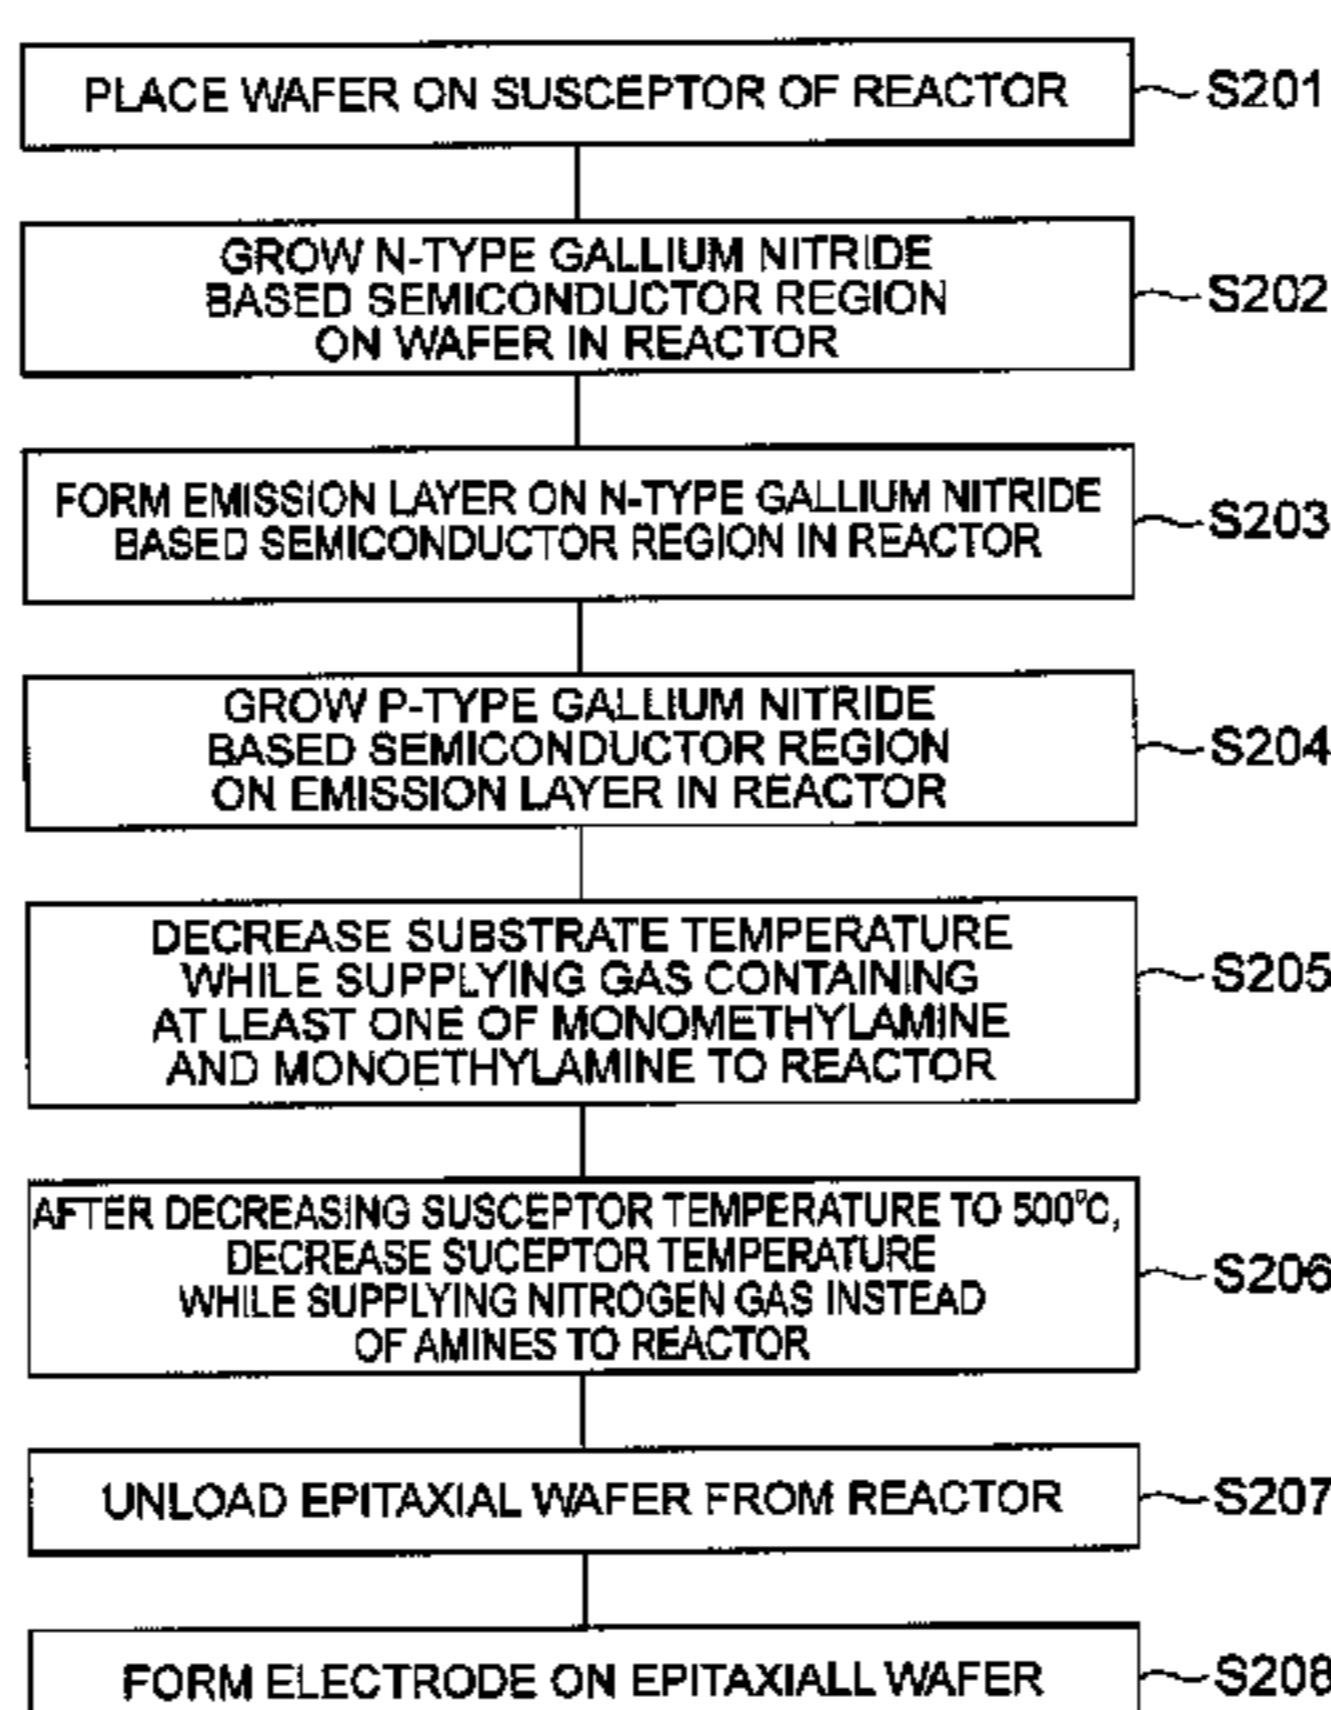 PLACE WAFER ON SUSCEPTOR OF REACTOR
S201
GROW N-TYPE GALLIUM NITRIDE
BASED SEMICONDUCTOR REGION
ON WAFER IN REACTOR
S202
FORM EMISSION LAYER ON N-TYPE GALLIUM NITRIDE
BASED SEMICONDUCTOR REGION IN REACTOR
S203
GROW P-TYPE GALLIUM NITRIDE
BASED SEMICONDUCTOR REGION
ON EMISSION LAYER IN REACTOR
S204
DECREASE SUBSTRATE TEMPERATURE
WHILE SUPPLYING GAS CONTAINING
AT LEAST ONE OF MONOMETHYLAMINE
AND MONOETHYLAMINE TO REACTOR
S205
AFTER DECREASING SUSCEPTOR TEMPERATURE TO 500°C,
DECREASE SUCEPTOR TEMPERATURE
WHILE SUPPLYING NITROGEN GAS INSTEAD
OF AMINES TO REACTOR
S206
UNLOAD EPITAXIAL WAFER FROM REACTOR
S207
FORM ELECTRODE ON EPITAXIALL WAFER
S208